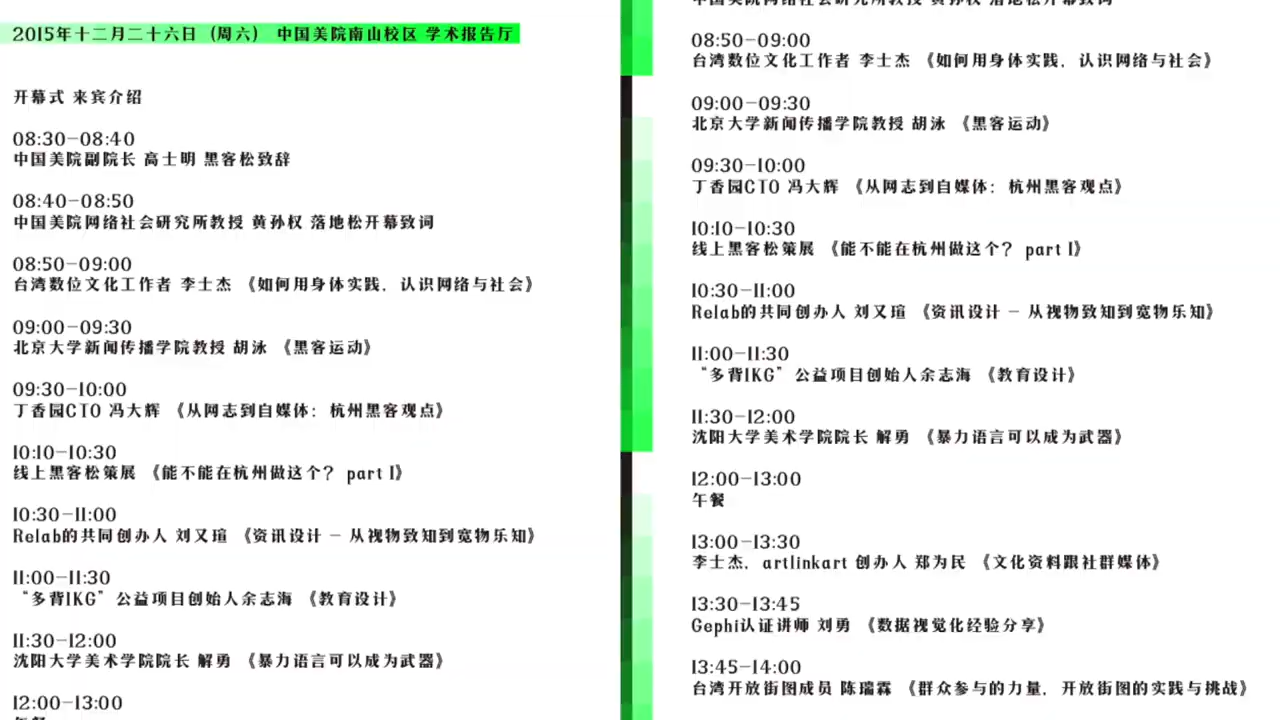 2015年十二月二十六日（周六） 中国美院南山校区 学术报告厅
开幕式 来宾介绍
08:30-08:40
中国美院副院长 高士明 黑客松致辞
08:40-08:50
中国美院网络社会研究所教授 黄孙权 落地松开幕致词
08:50-09:00
台湾数位文化工作者 李士杰 《如何用身体实践，认识网络与社会》
09:00-09:30
北京大学新闻传播学院教授 胡泳 《黑客运动》
09:30-10:00
丁香园CTO 冯大辉 《从网志到自媒体：杭州黑客观点》
10:10-10:30
线上黑客松策展 《能不能在杭州做这个？ part 1》
10:30-11:00
Relab的共同创办人 刘又瑄 《资讯设计 - 从视物致知到宽物乐知》
11:00-11:30
“多背1KG”公益项目创始人余志海 《教育设计》
11:30-12:00
沈阳大学美术学院院长 解勇 《暴力语言可以成为武器》
12:00-13:00
午餐
中国美院网络社会研究所教授 黄孙权 落地松开幕致词
08:50-09:00
台湾数位文化工作者 李士杰 《如何用身体实践，认识网络与社会》
09:00-09:30
北京大学新闻传播学院教授 胡泳 《黑客运动》
09:30-10:00
丁香园CTO 冯大辉 《从网志到自媒体：杭州黑客观点》
10:10-10:30
线上黑客松策展 《能不能在杭州做这个？ part 1》
10:30-11:00
Relab的共同创办人 刘又瑄 《资讯设计 - 从视物致知到宽物乐知》
11:00-11:30
“多背1KG”公益项目创始人余志海 《教育设计》
11:30-12:00
沈阳大学美术学院院长 解勇 《暴力语言可以成为武器》
12:00-13:00
午餐
13:00-13:30
李士杰，artlinkart 创办人 郑为民 《文化资料跟社群媒体》
13:30-13:45
Gephi认证讲师 刘勇 《数据视觉化经验分享》
13:45-14:00
台湾开放街图成员 陈瑞霖 《群众参与的力量，开放街图的实践与挑战》